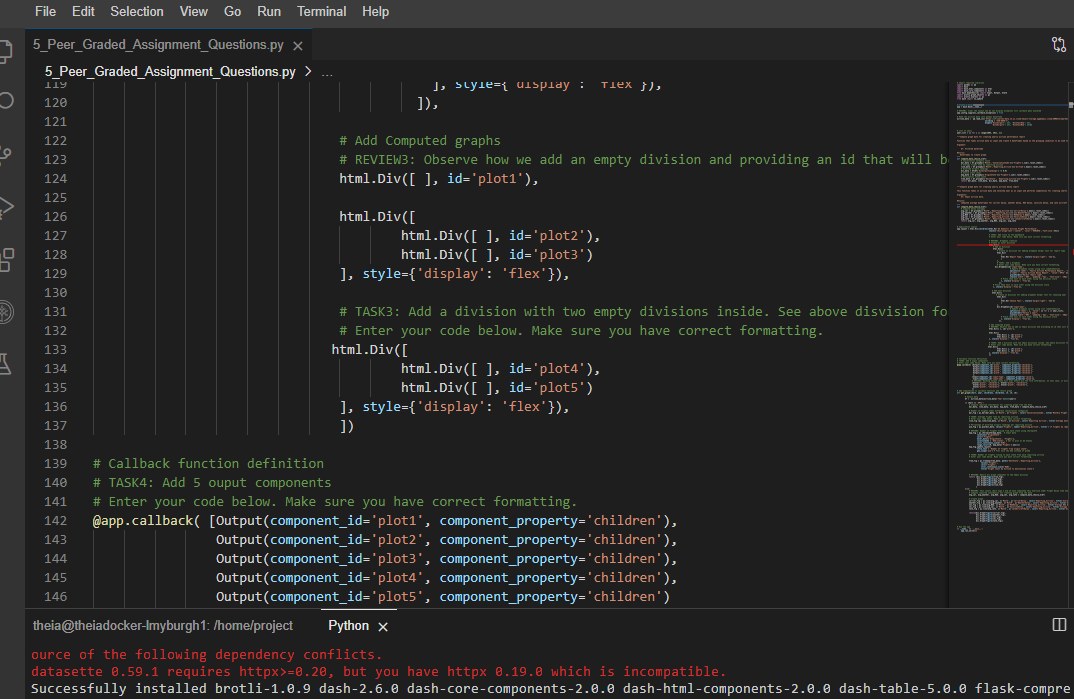 File Edit Selection View Go Run Terminal Help
5_Peer_Graded_Assignment_Questions.py ×
5_Peer_Graded_Assignment_Questions.py > ...
119 ], style={'display': 'flex'}),
120 ]),
121
122 # Add Computed graphs
123 # REVIEW3: Observe how we add an empty division and providing an id that will b
124 html.Div([ ], id='plot1'),
125
126 html.Div([
127 html.Div([ ], id='plot2'),
128 html.Div([ ], id='plot3')
129 ], style={'display': 'flex'}),
130
131 # TASK3: Add a division with two empty divisions inside. See above disvision fo
132 # Enter your code below. Make sure you have correct formatting.
133 html.Div([
134 html.Div([ ], id='plot4'),
135 html.Div([ ], id='plot5')
136 ], style={'display': 'flex'}),
137 ])
138
139 # Callback function definition
140 # TASK4: Add 5 ouput components
141 # Enter your code below. Make sure you have correct formatting.
142 @app.callback( [Output(component_id='plot1', component_property='children'),
143 Output(component_id='plot2', component_property='children'),
144 Output(component_id='plot3', component_property='children'),
145 Output(component_id='plot4', component_property='children'),
146 Output(component_id='plot5', component_property='children')
theia@theiadocker-lmyburgh1: /home/project Python ×
ource of the following dependency conflicts.
datasette 0.59.1 requires httpx>=0.20, but you have httpx 0.19.0 which is incompatible.
Successfully installed brotli-1.0.9 dash-2.6.0 dash-core-components-2.0.0 dash-html-components-2.0.0 dash-table-5.0.0 flask-compre